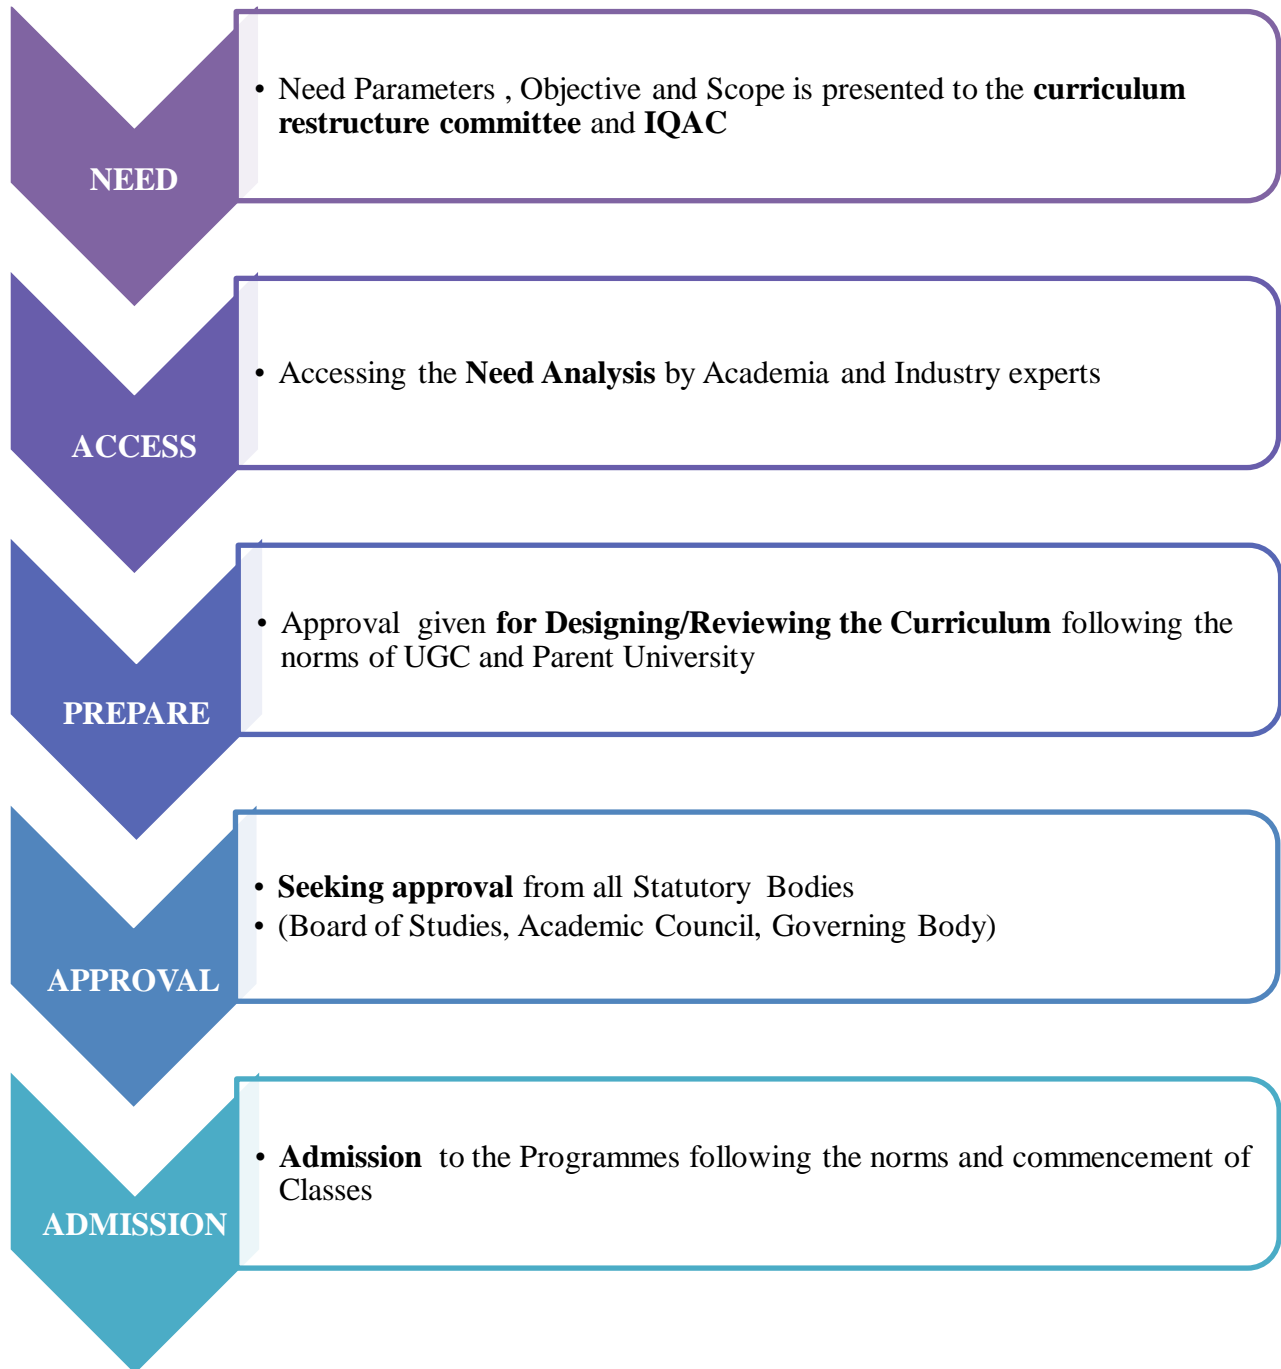 NEED
• Need Parameters , Objective and Scope is presented to the curriculum
restructure committee and IQAC
ACCESS
• Accessing the Need Analysis by Academia and Industry experts
PREPARE
• Approval given for Designing/Reviewing the Curriculum following the
norms of UGC and Parent University
APPROVAL
• Seeking approval from all Statutory Bodies
• (Board of Studies, Academic Council, Governing Body)
ADMISSION
• Admission to the Programmes following the norms and commencement of
Classes